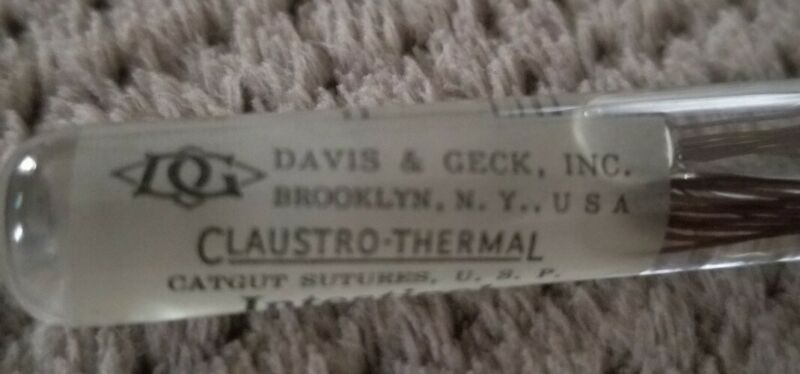 DG DAVIS & GECK, INC.
BROOKLYN, N. Y., U S A
CLAUSTRO-THERMAL
CATGUT SUTURES, U. S. P.